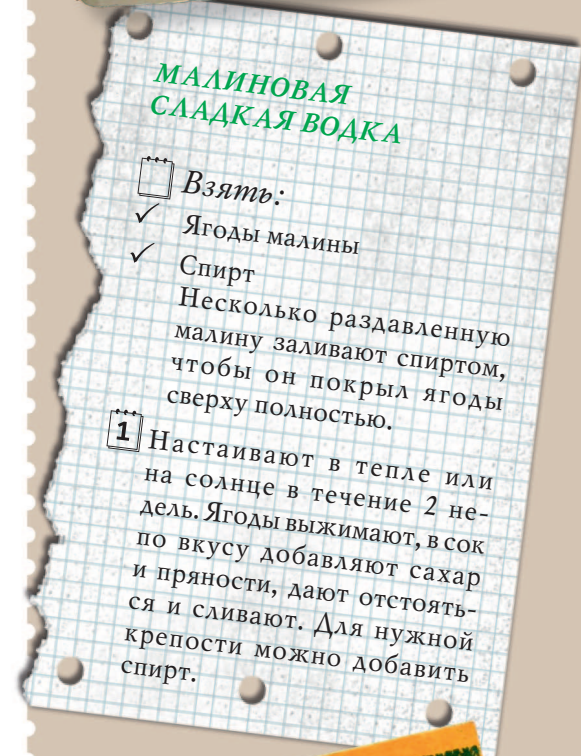 МАЛИНОВАЯ
СЛАДКАЯ ВОДКА
Взять:
Ягоды малины
Спирт
Несколько раздавленную
малину заливают спиртом,
чтобы он покрыл ягоды
сверху полностью.
1 Настаивают в тепле или
на солнце в течение 2 не-
дель. Ягоды выжимают, в сок
по вкусу добавляют сахар
и пряности, дают отстоять-
ся и сливают. Для нужной
крепости можно добавить
спирт.